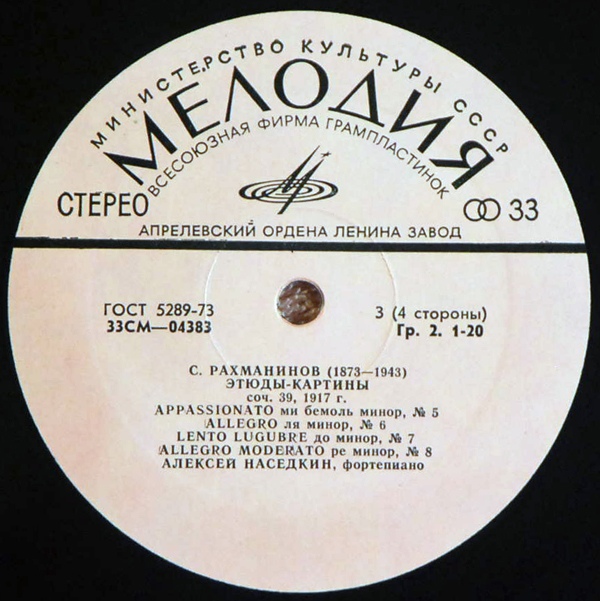 МИНИСТЕРСТВО КУЛЬТУРЫ СССР
МЕЛОДИЯ
ВСЕСОЮЗНАЯ ФИРМА ГРАМПЛАСТИНОК
СТЕРЕО
33
АПРЕЛЕВСКИЙ ОРДЕНА ЛЕНИНА ЗАВОД
ГОСТ 5289-73
33СМ—04383
3 (4 стороны)
Гр. 2. 1-20
С. РАХМАНИНОВ (1873—1943)
ЭТЮДЫ-КАРТИНЫ
соч. 39, 1917 г.
APPASSIONATO ми бемоль минор, № 5
ALLEGRO ля минор, № 6
LENTO LUGUBRE до минор, № 7
ALLEGRO MODERATO ре минор, № 8
АЛЕКСЕЙ НАСЕДКИН, фортепиано